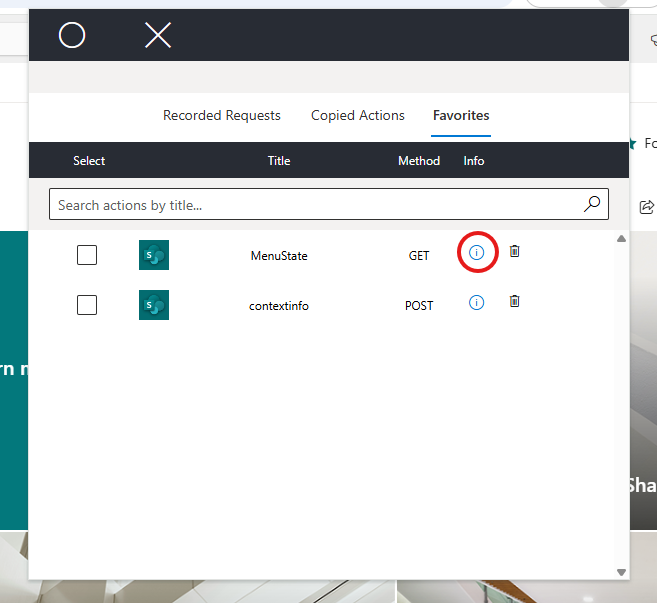 Recorded Requests Copied Actions Favorites
Select Title Method Info
Search actions by title...
S MenuState GET i
S contextinfo POST i
Fo
rn
Sha